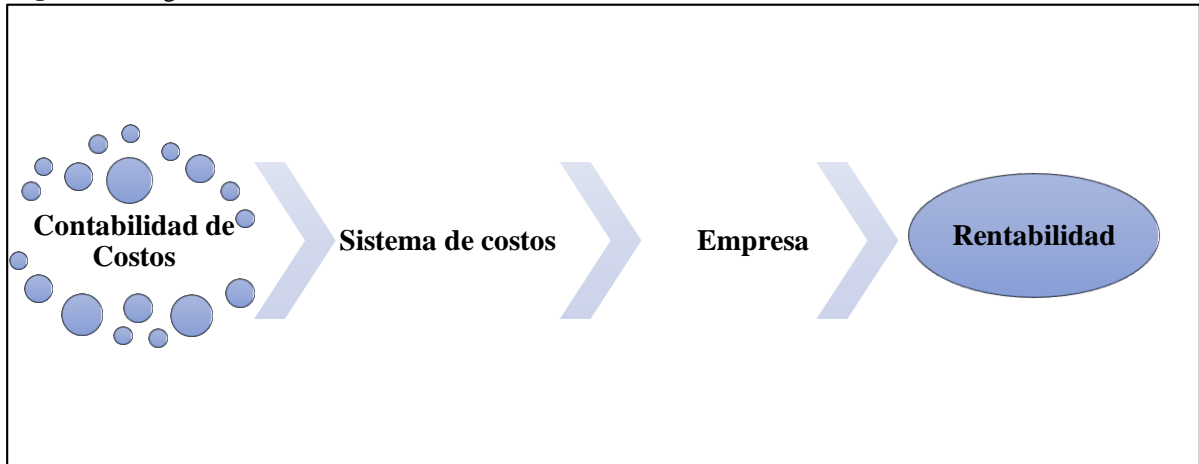 Contabilidad de
Costos
Sistema de costos
Empresa
Rentabilidad